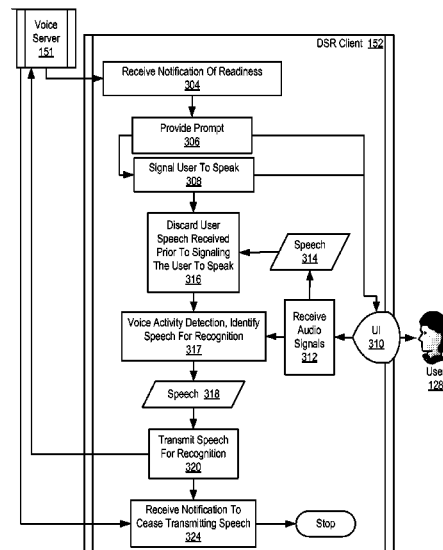 Voice
Server
151
DSR Client 152
Receive Notification Of Readiness
304
Provide Prompt
306
Signal User To Speak
308
Discard User
Speech Received
Prior To Signaling
The User To Speak
316
Speech
314
Voice Activity Detection, Identify
Speech For Recognition
317
Receive
Audio
Signals
312
UI
310
User
128
Speech 318
Transmit Speech
For Recognition
320
Receive Notification To
Cease Transmitting Speech
324
Stop